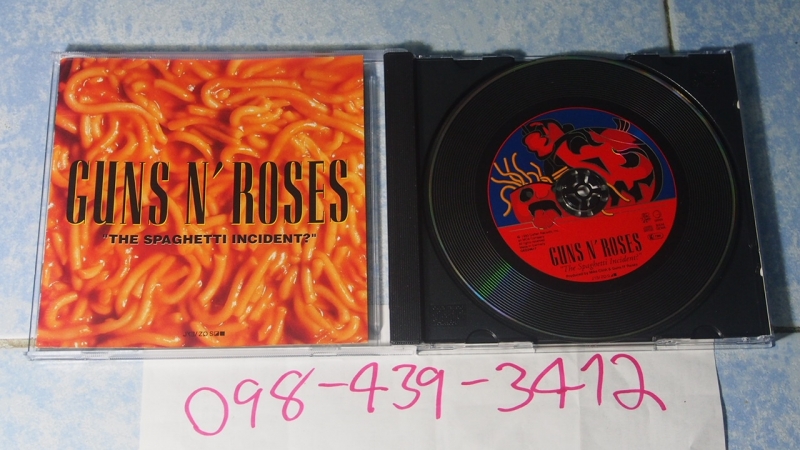 GUNS N' ROSES
"THE SPAGHETTI INCIDENT?"
GUNS N' ROSES
"The Spaghetti Incident?"
098-439-3412